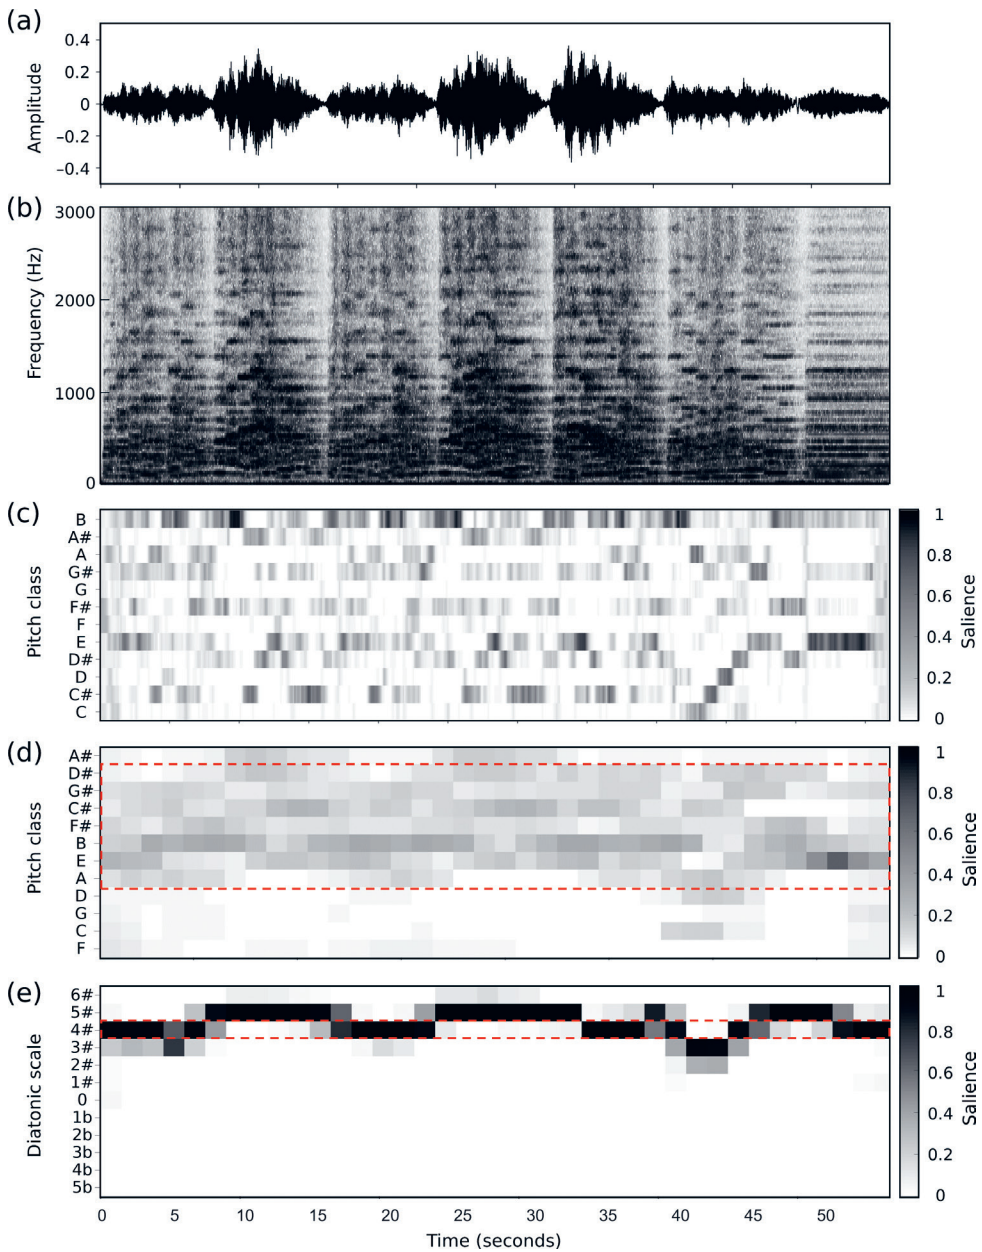 (a)
Amplitude
0.4
0.2
0
–0.2
–0.4
(b)
Frequency (Hz)
3000
2000
1000
0
(c)
Pitch class
B
A#
A
G#
G
F#
F
E
D#
D
C#
C
1
0.8
0.6
0.4
0.2
0
Salience
(d)
Pitch class
A#
D#
G#
C#
F#
B
E
A
D
G
C
F
1
0.8
0.6
0.4
0.2
0
Salience
(e)
Diatonic scale
6#
5#
4#
3#
2#
1#
0
1b
2b
3b
4b
5b
1
0.8
0.6
0.4
0.2
0
Salience
0 5 10 15 20 25 30 35 40 45 50
Time (seconds)